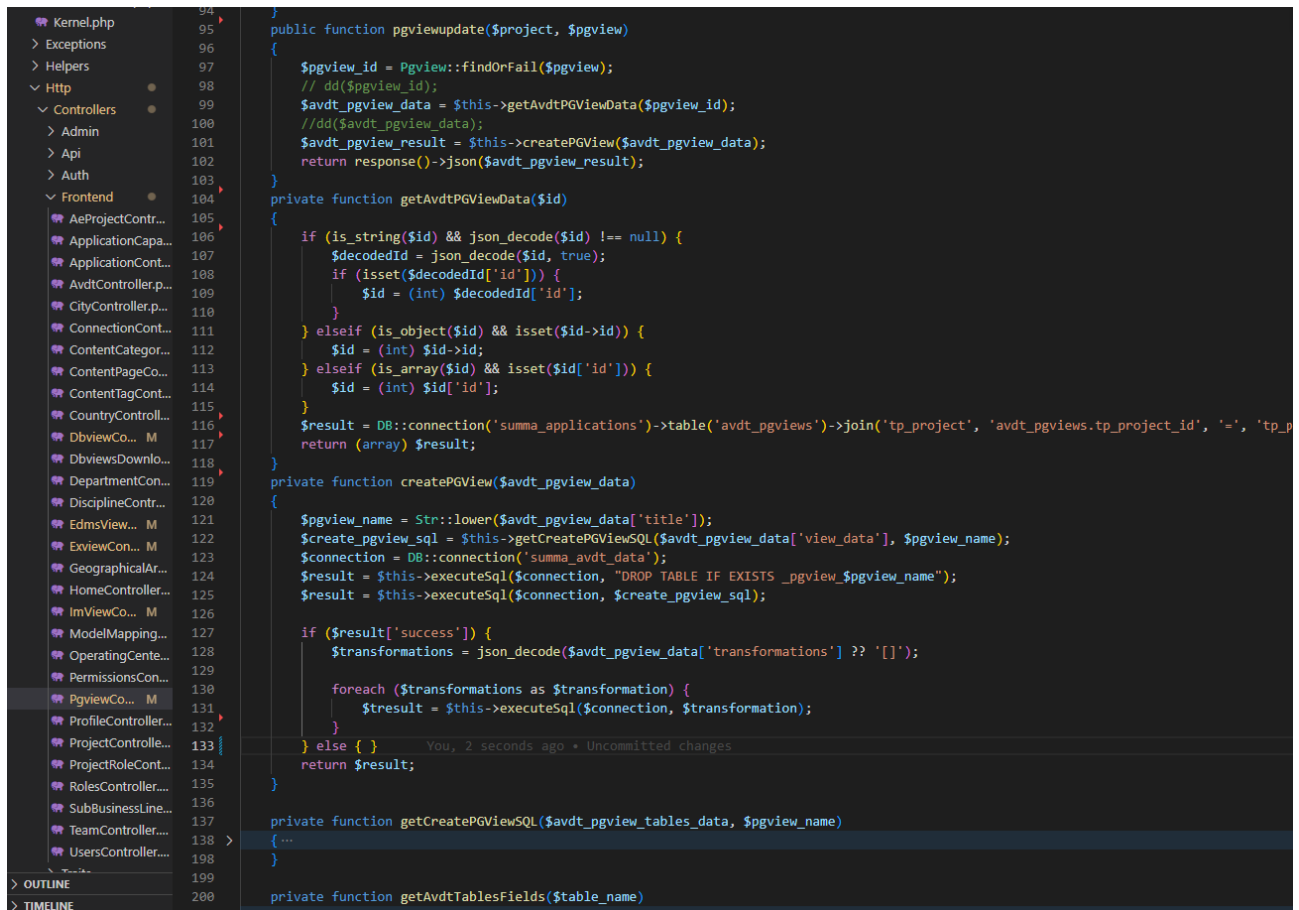 Kernel.php
Exceptions
Helpers
Http
Controllers
Admin
Api
Auth
Frontend
AeProjectContr...
ApplicationCapa...
ApplicationCont...
AvdtController.p...
CityController.p...
ConnectionCont...
ContentCategor...
ContentPageCo...
ContentTagCont...
CountryControll...
DbviewCo... M
DbviewsDownlo...
DepartmentCon...
DisciplineContr...
EdmsView... M
ExviewCon... M
GeographicalAr...
HomeController...
ImViewCo... M
ModelMapping...
OperatingCente...
PermissionsCon...
PgviewCo... M
ProfileController...
ProjectControlle...
ProjectRoleCont...
RolesController....
SubBusinessLine...
TeamController....
UsersController....
OUTLINE
TIMELINE
94 }
95 public function pgviewupdate($project, $pgview)
96 {
97 $pgview_id = Pgview::findOrFail($pgview);
98 // dd($pgview_id);
99 $avdt_pgview_data = $this->getAvdtPGViewData($pgview_id);
100 //dd($avdt_pgview_data);
101 $avdt_pgview_result = $this->createPGView($avdt_pgview_data);
102 return response()->json($avdt_pgview_result);
103 }
104 private function getAvdtPGViewData($id)
105 {
106 if (is_string($id) && json_decode($id) !== null) {
107 $decodedId = json_decode($id, true);
108 if (isset($decodedId['id'])) {
109 $id = (int) $decodedId['id'];
110 }
111 } elseif (is_object($id) && isset($id->id)) {
112 $id = (int) $id->id;
113 } elseif (is_array($id) && isset($id['id'])) {
114 $id = (int) $id['id'];
115 }
116 $result = DB::connection('summa_applications')->table('avdt_pgviews')->join('tp_project', 'avdt_pgviews.tp_project_id', '=', 'tp_p
117 return (array) $result;
118 }
119 private function createPGView($avdt_pgview_data)
120 {
121 $pgview_name = Str::lower($avdt_pgview_data['title']);
122 $create_pgview_sql = $this->getCreatePGViewSQL($avdt_pgview_data['view_data'], $pgview_name);
123 $connection = DB::connection('summa_avdt_data');
124 $result = $this->executeSql($connection, "DROP TABLE IF EXISTS _pgview_$pgview_name");
125 $result = $this->executeSql($connection, $create_pgview_sql);
126
127 if ($result['success']) {
128 $transformations = json_decode($avdt_pgview_data['transformations'] ?? '[]');
129
130 foreach ($transformations as $transformation) {
131 $tresult = $this->executeSql($connection, $transformation);
132 }
133 } else { } You, 2 seconds ago • Uncommitted changes
134 return $result;
135 }
136
137 private function getCreatePGViewSQL($avdt_pgview_tables_data, $pgview_name)
138 { ···
198 }
199
200 private function getAvdtTablesFields($table_name)